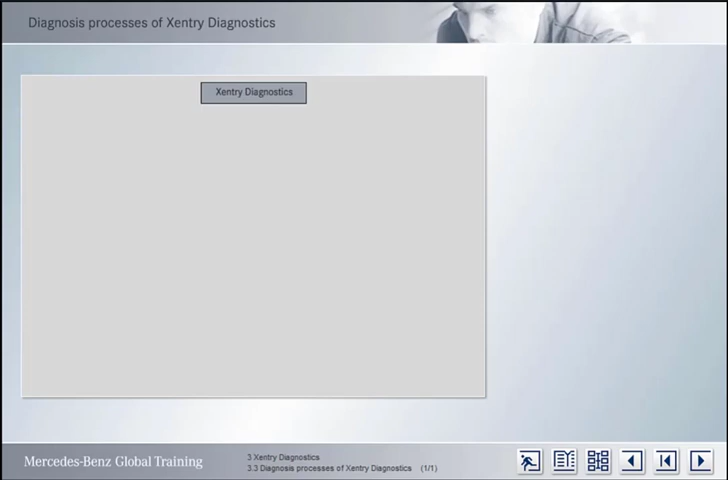 Diagnosis processes of Xentry Diagnostics
Xentry Diagnostics
Mercedes-Benz Global Training
3 Xentry Diagnostics
3.3 Diagnosis processes of Xentry Diagnostics (1/1)